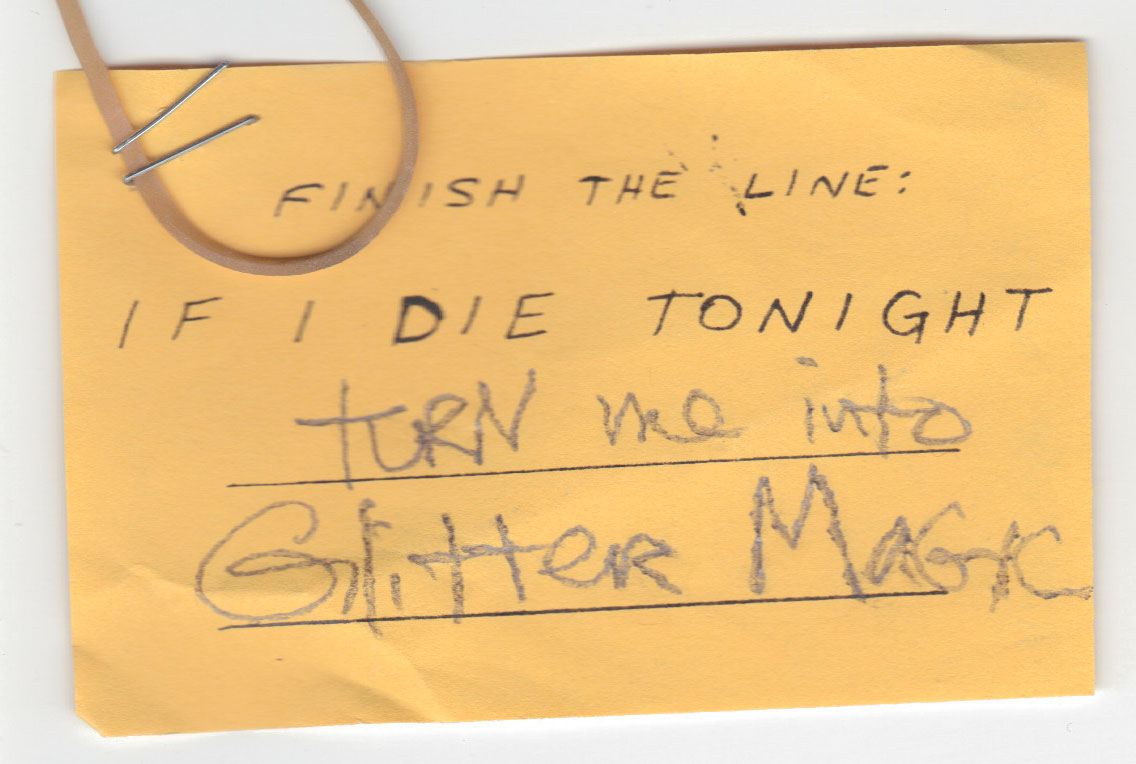 FINISH THE LINE:
IF I DIE TONIGHT
TURN me into
GlitteR MAGIC